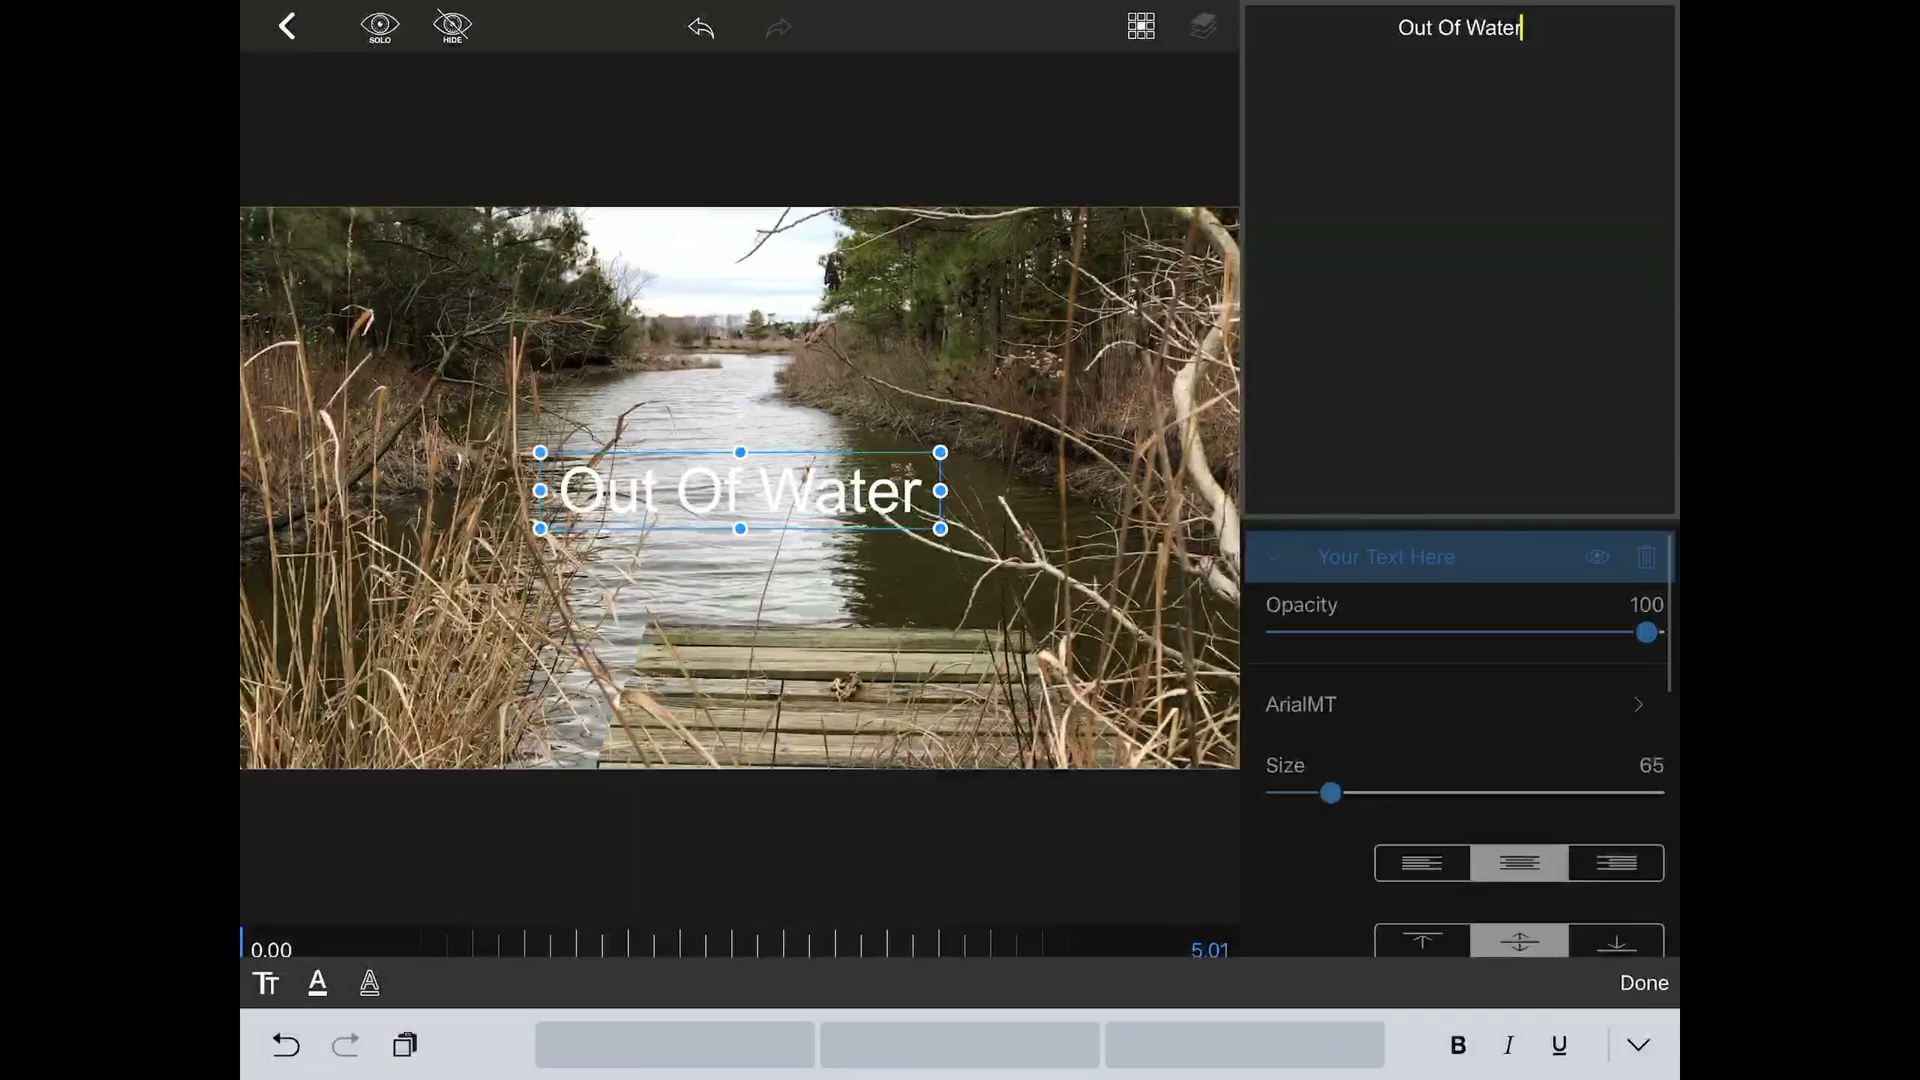 SOLO
HIDE
Out Of Water
Out Of Water
Your Text Here
Opacity 100
ArialMT
Size 65
0.00
5.01
TT A A
Done
B I U